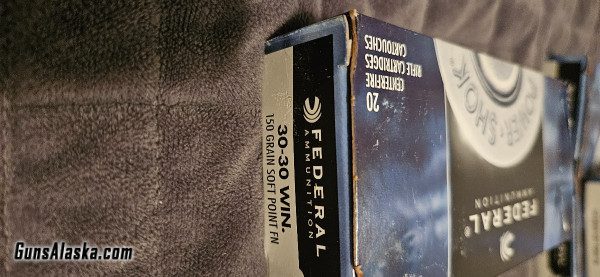 FEDERAL
AMMUNITION
30-30 WIN.
150 GRAIN SOFT POINT FN
20
CENTERFIRE
RIFLE CARTRIDGES
CARTOUCHES
POWER·SHOK
FEDERAL
AMMUNITION
GunsAlaska.com